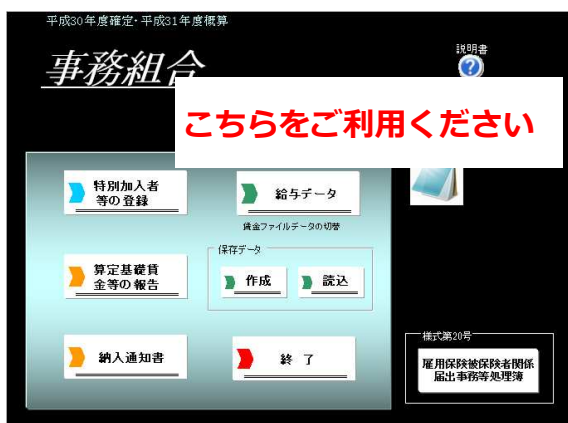 平成30年度確定・平成31年度概算
説明書
事務組合
こちらをご利用ください
特別加入者
等の登録
給与データ
賃金ファイルデータの切替
保存データ
算定基礎賃
金等の報告
作成
読込
納入通知書
終 了
様式第20号
雇用保険被保険者関係
届出事務等処理簿